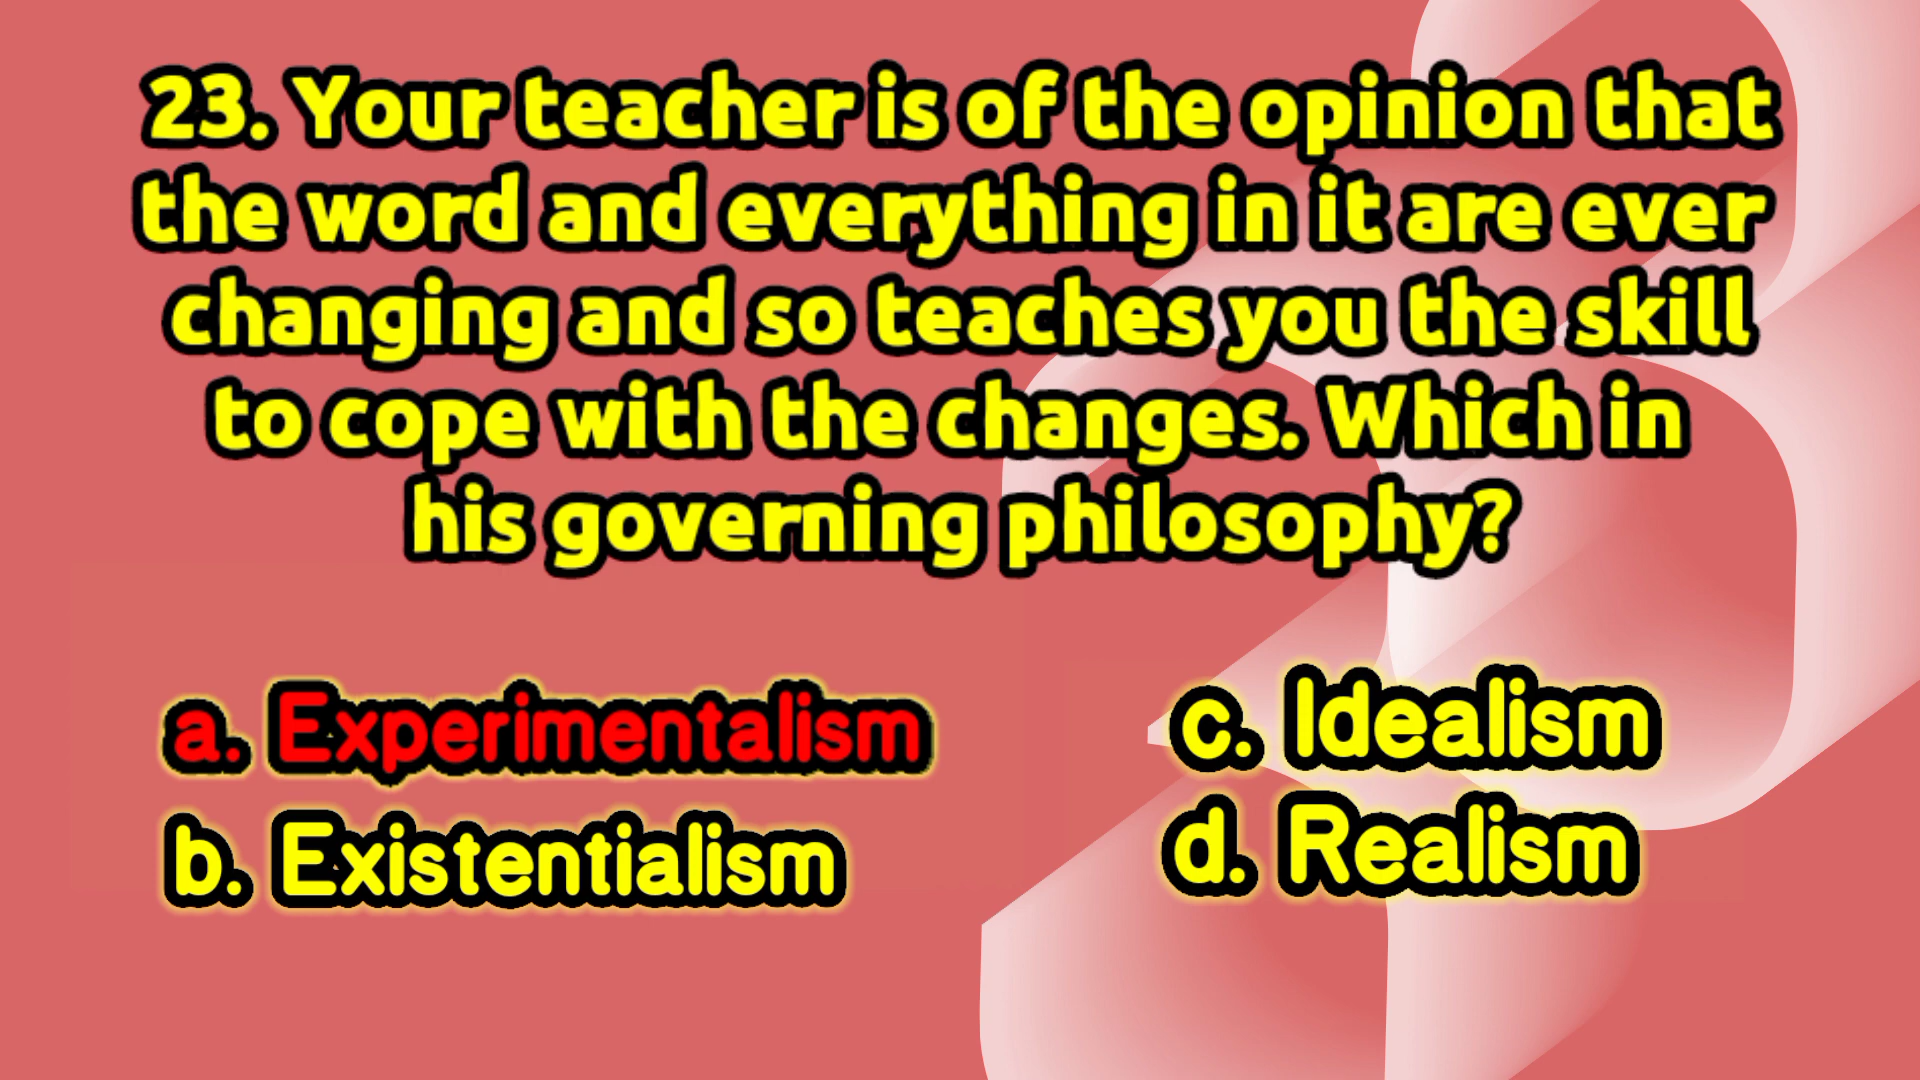 23. Your teacher is of the opinion that
the word and everything in it are ever
changing and so teaches you the skill
to cope with the changes. Which in
his governing philosophy?
a. Experimentalism
b. Existentialism
c. Idealism
d. Realism